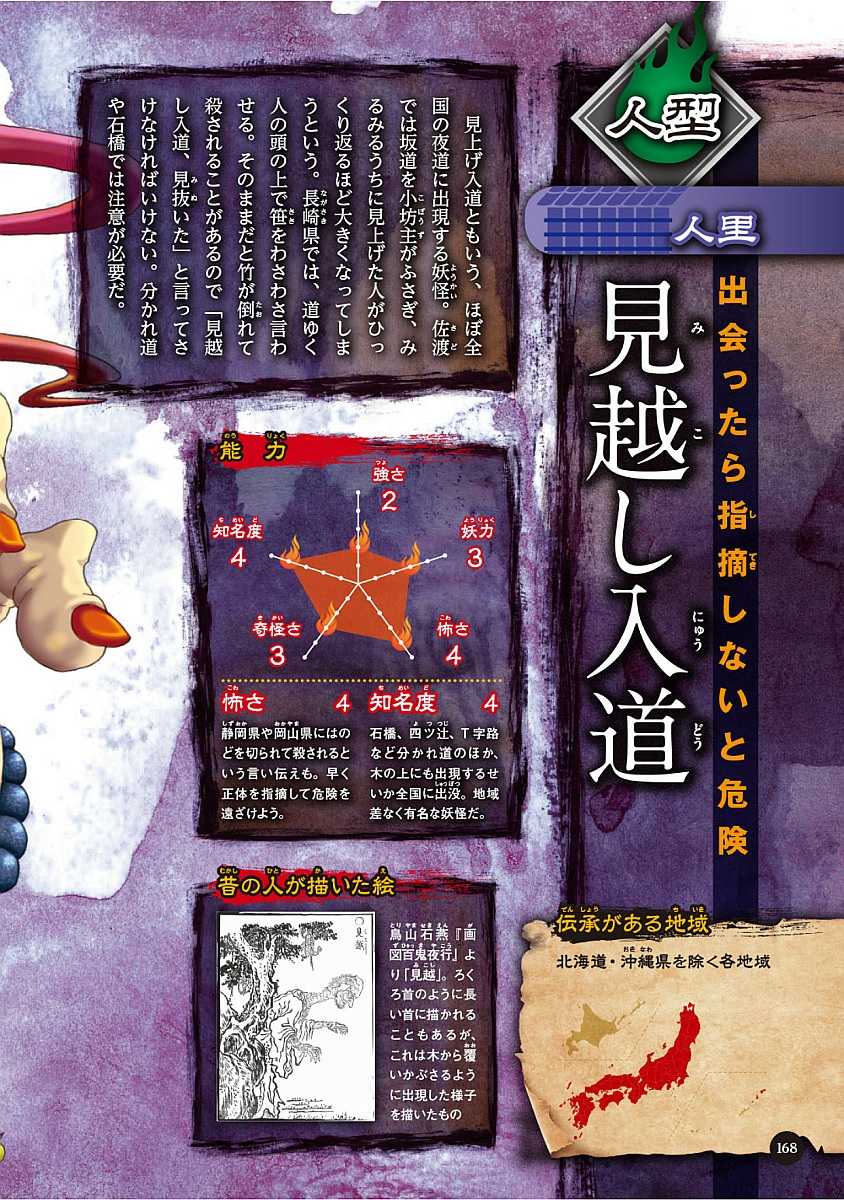 人型
人里
出会ったら指摘しないと危険
見越し入道
見上げ入道ともいう、ほぼ全
国の夜道に出現する妖怪。佐渡
では坂道を小坊主がふさぎ、み
るみるうちに見上げた人がひっ
くり返るほど大きくなってしま
うという。長崎県では、道ゆく
人の頭の上で笹をわさわさ言わ
せる。そのままだと竹が倒れて
殺されることがあるので「見越
し入道、見抜いた」と言ってさ
けなければいけない。分かれ道
や石橋では注意が必要だ。
能力
強さ
2
妖力
3
怖さ
4
奇怪さ
3
知名度
4
怖さ 4
静岡県や岡山県にはの
どを切られて殺されると
いう言い伝えも。早く
正体を指摘して危険を
遠ざけよう。
知名度 4
石橋、四ツ辻、T字路
など分かれ道のほか、
木の上にも出現するせ
いか全国に出没。地域
差なく有名な妖怪だ。
昔の人が描いた絵
鳥山石燕『画
図百鬼夜行』よ
り「見越」。ろく
ろ首のように長
い首に描かれる
こともあるが、
これは木から覆
いかぶさるよう
に出現した様子
を描いたもの
〇見越
伝承がある地域
北海道・沖縄県を除く各地域
168